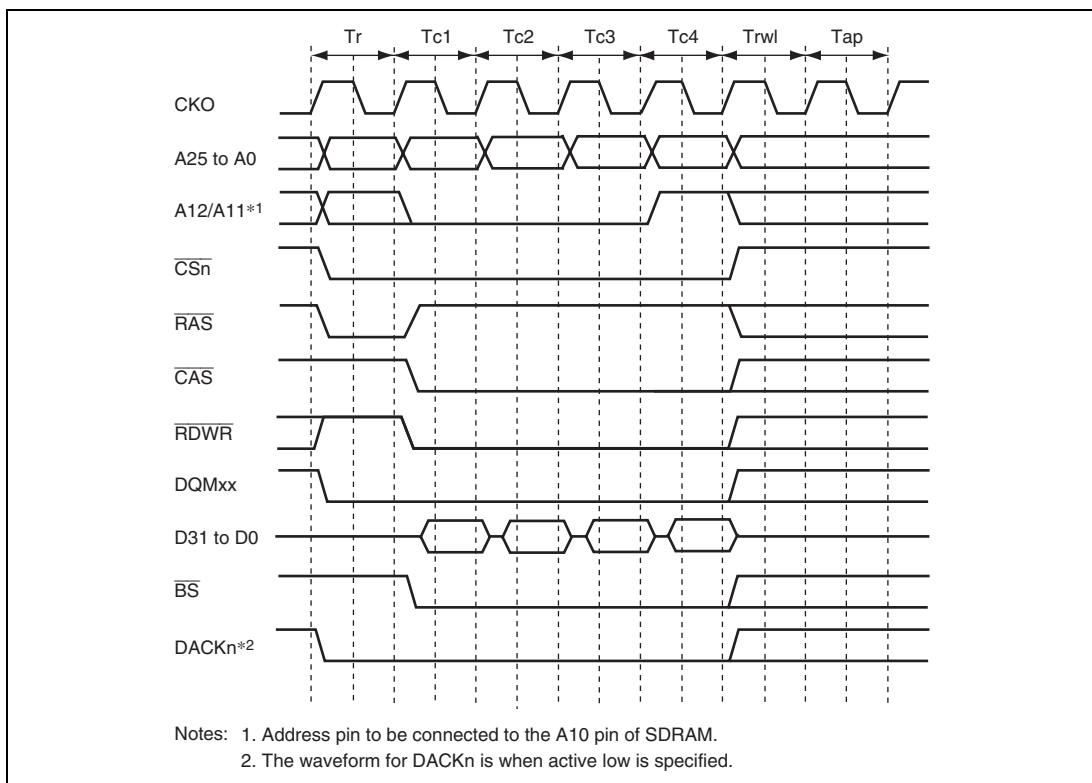 Tr Tc1 Tc2 Tc3 Tc4 Trwl Tap
CKO
A25 to A0
A12/A11*1
CSn
RAS
CAS
RDWR
DQMxx
D31 to D0
BS
DACKn*2
Notes: 1. Address pin to be connected to the A10 pin of SDRAM.
2. The waveform for DACKn is when active low is specified.